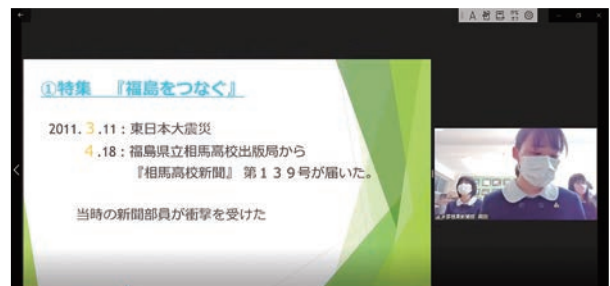 ①特集　『福島をつなぐ』
2011. 3 .11：東日本大震災
4 .18：福島県立相馬高校出版局から
『相馬高校新聞』 第１３９号が届いた。
当時の新聞部員が衝撃を受けた